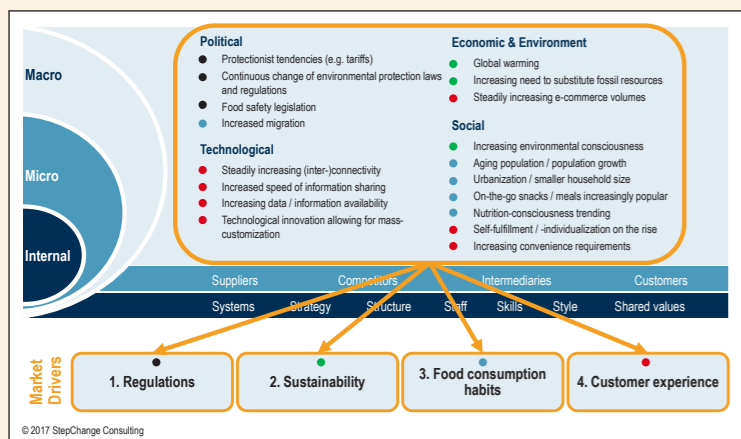 Macro
Micro
Internal
Political
Protectionist tendencies (e.g. tariffs)
Continuous change of environmental protection laws
and regulations
Food safety legislation
Increased migration
Technological
Steadily increasing (inter-)connectivity
Increased speed of information sharing
Increasing data / information availability
Technological innovation allowing for mass-
customization
Economic & Environment
Global warming
Increasing need to substitute fossil resources
Steadily increasing e-commerce volumes
Social
Increasing environmental consciousness
Aging population / population growth
Urbanization / smaller household size
On-the-go snacks / meals increasingly popular
Nutrition-consciousness trending
Self-fulfillment / -individualization on the rise
Increasing convenience requirements
Suppliers Competitors Intermediaries Customers
Systems Strategy Structure Staff Skills Style Shared values
Market
Drivers
1. Regulations
2. Sustainability
3. Food consumption
habits
4. Customer experience
© 2017 StepChange Consulting